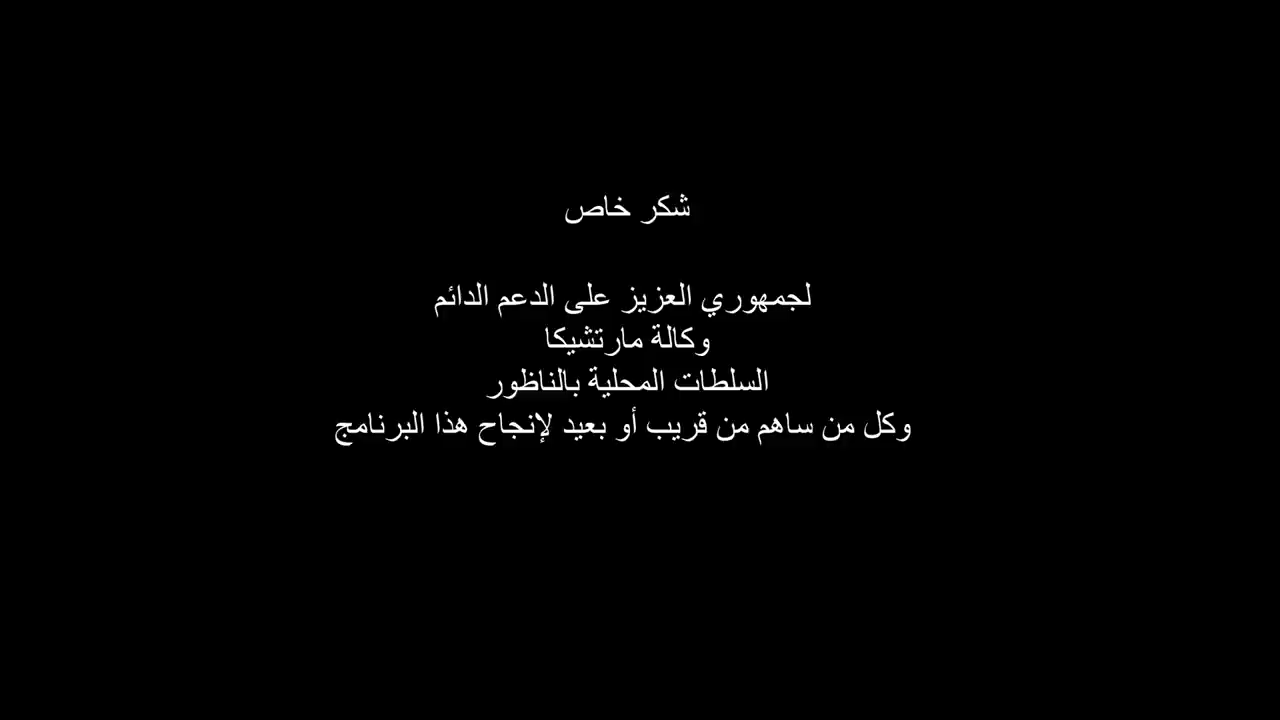 شكر خاص
لجمهوري العزيز على الدعم الدائم
وكالة مارتشيكا
السلطات المحلية بالناظور
وكل من ساهم من قريب أو بعيد لإنجاح هذا البرنامج